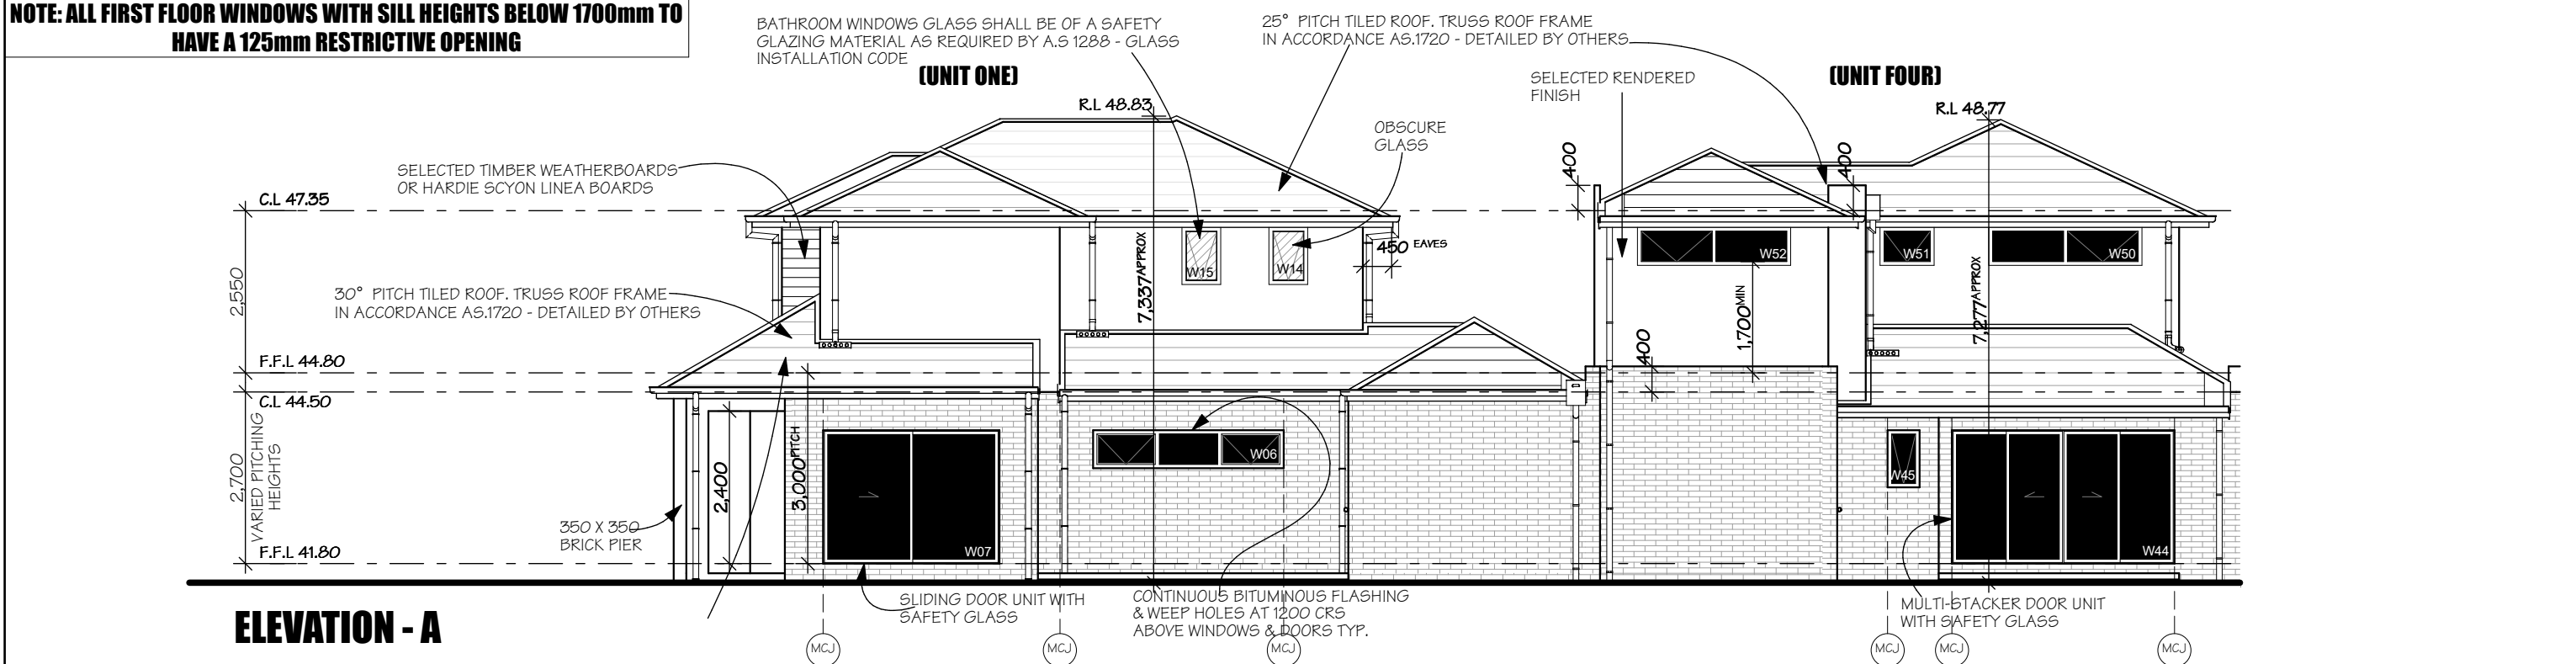 NOTE: ALL FIRST FLOOR WINDOWS WITH SILL HEIGHTS BELOW 1700mm TO
HAVE A 125mm RESTRICTIVE OPENING
BATHROOM WINDOWS GLASS SHALL BE OF A SAFETY
GLAZING MATERIAL AS REQUIRED BY A.S 1288 - GLASS
INSTALLATION CODE
(UNIT ONE)
25° PITCH TILED ROOF. TRUSS ROOF FRAME
IN ACCORDANCE AS.1720 - DETAILED BY OTHERS
SELECTED RENDERED
FINISH
(UNIT FOUR)
R.L 48.83
R.L 48.77
OBSCURE
GLASS
400
400
SELECTED TIMBER WEATHERBOARDS
OR HARDIE SCYON LINEA BOARDS
C.L 47.35
450 EAVES
W15
W14
W52
W51
W50
2,550
7,337 APPROX
1,700 MIN
7,277 APPROX
30° PITCH TILED ROOF. TRUSS ROOF FRAME
IN ACCORDANCE AS.1720 - DETAILED BY OTHERS
400
F.F.L 44.80
C.L 44.50
2,700
VARIED PITCHING
HEIGHTS
2,400
3,000 PITCH
W06
W45
350 X 350
BRICK PIER
F.F.L 41.80
W07
W44
SLIDING DOOR UNIT WITH
SAFETY GLASS
CONTINUOUS BITUMINOUS FLASHING
& WEEP HOLES AT 1200 CRS
ABOVE WINDOWS & DOORS TYP.
MULTI-STACKER DOOR UNIT
WITH SAFETY GLASS
ELEVATION - A
MCJ
MCJ
MCJ
MCJ
MCJ
MCJ